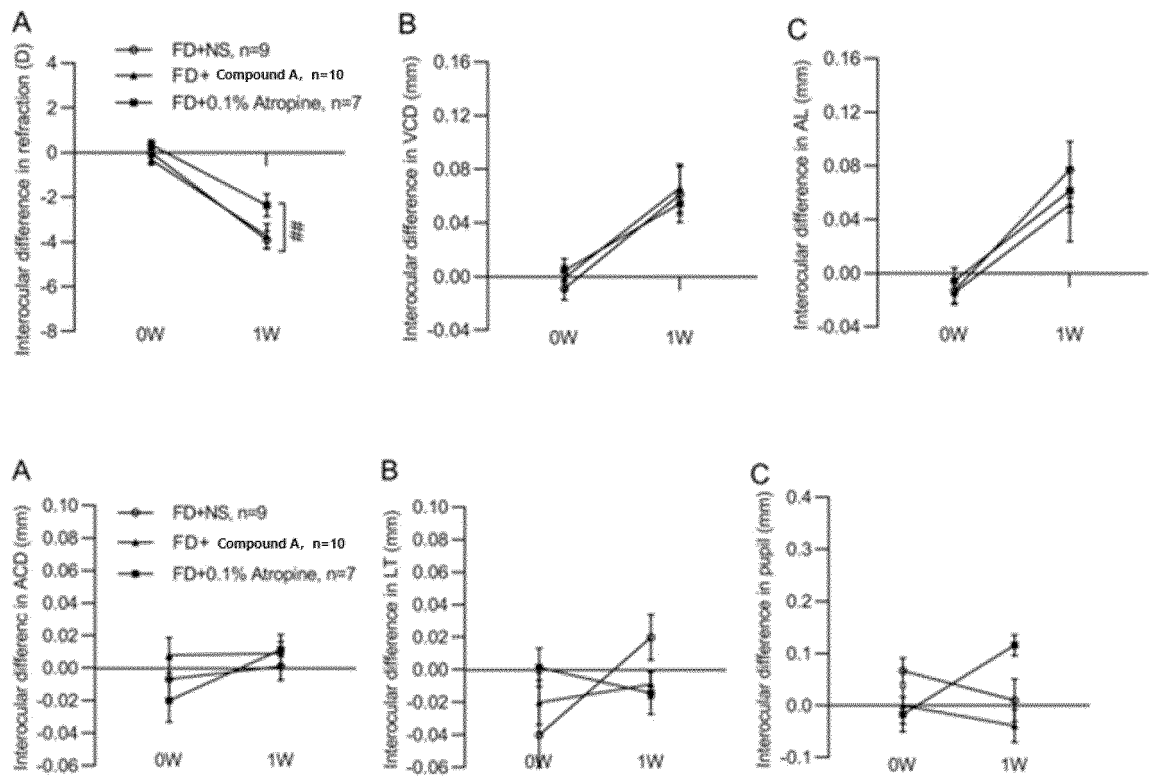 A
FD+NS, n=9
FD+ Compound A, n=10
FD+0.1% Atropine, n=7
Interocular difference in refraction (D)
4
2
0
-2
-4
-6
-8
##
0W
1W
B
Interocular difference in VCD (mm)
0.16
0.12
0.08
0.04
0.00
-0.04
0W
1W
C
Interocular difference in AL (mm)
0.16
0.12
0.08
0.04
0.00
-0.04
0W
1W
A
FD+NS, n=9
FD+ Compound A, n=10
FD+0.1% Atropine, n=7
Interocular differenc in ACD (mm)
0.10
0.08
0.06
0.04
0.02
0.00
-0.02
-0.04
-0.06
0W
1W
B
Interocular difference in LT (mm)
0.10
0.08
0.06
0.04
0.02
0.00
-0.02
-0.04
-0.06
0W
1W
C
Interocular difference in pupil (mm)
0.4
0.3
0.2
0.1
0.0
-0.1
0W
1W